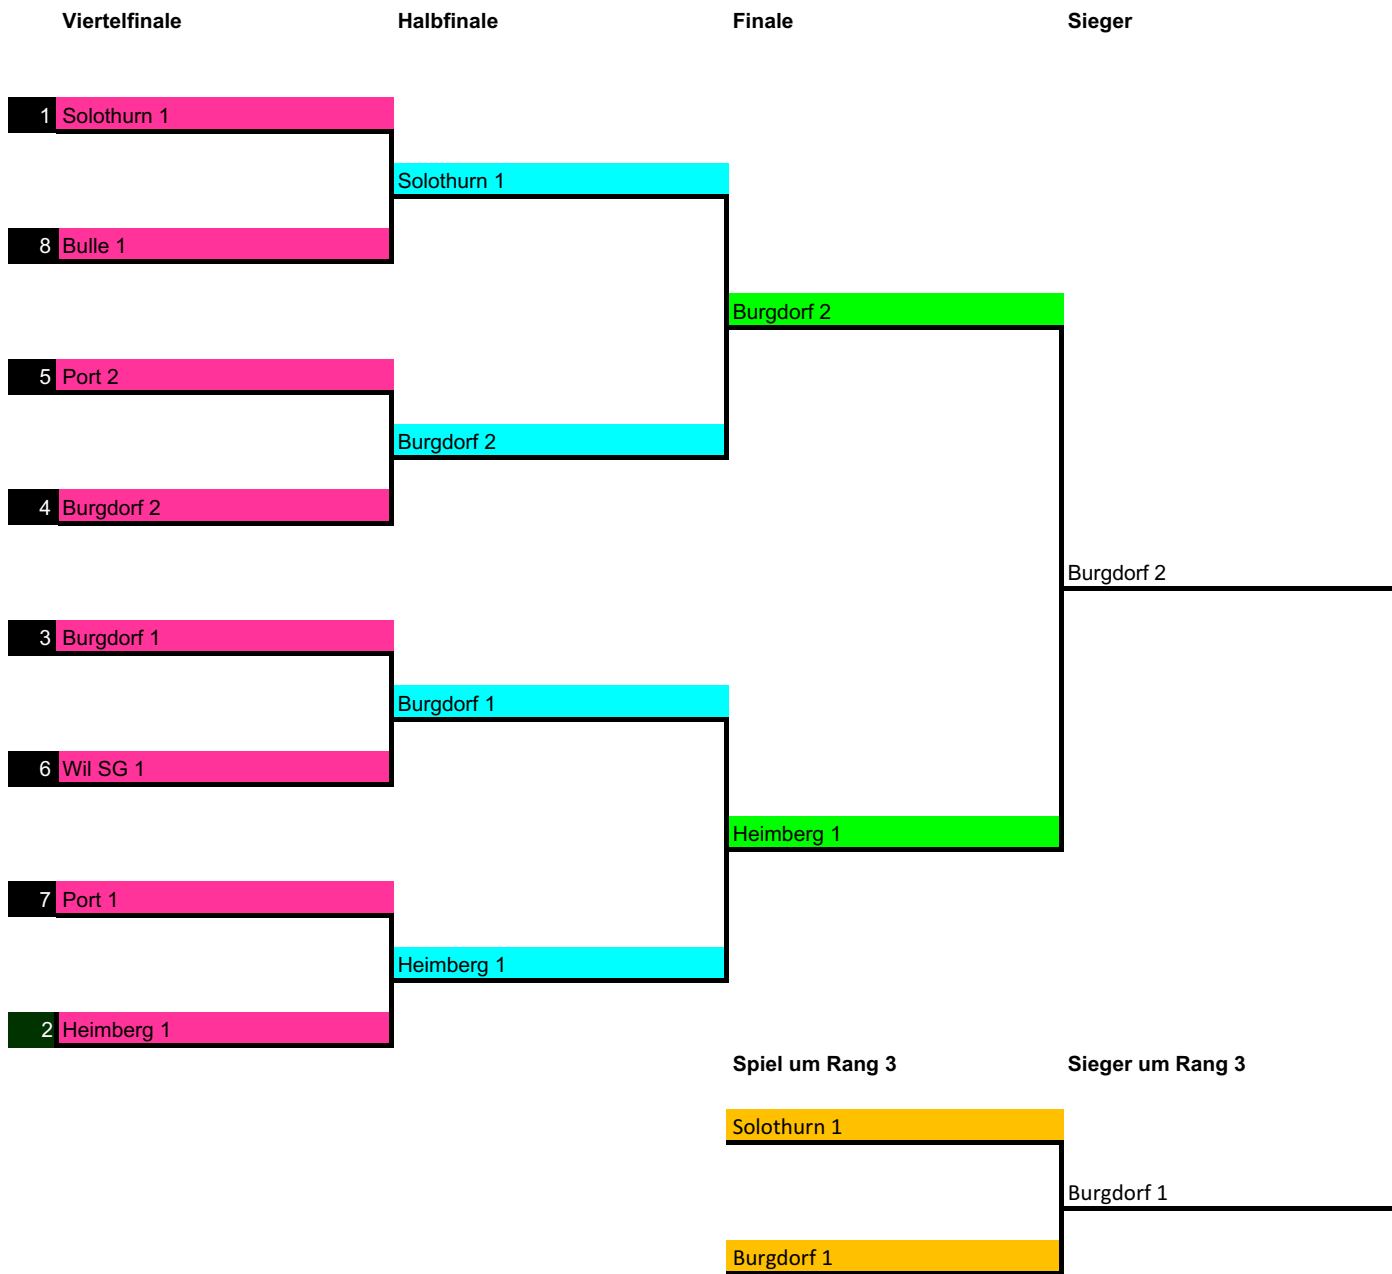 Viertelfinale Halbfinale Finale Sieger
1 Solothurn 1
Solothurn 1
8 Bulle 1
Burgdorf 2
5 Port 2
Burgdorf 2
4 Burgdorf 2
Burgdorf 2
3 Burgdorf 1
Burgdorf 1
6 Wil SG 1
Heimberg 1
7 Port 1
Heimberg 1
2 Heimberg 1
Spiel um Rang 3 Sieger um Rang 3
Solothurn 1
Burgdorf 1
Burgdorf 1